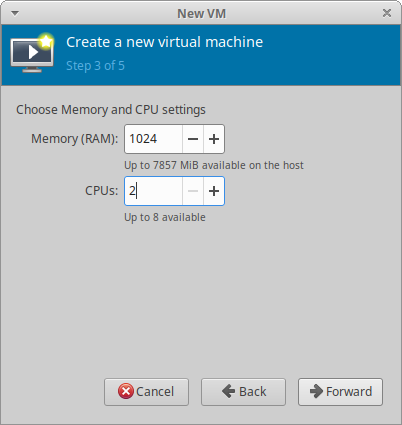 New VM
Create a new virtual machine
Step 3 of 5
Choose Memory and CPU settings
Memory (RAM): 1024
Up to 7857 MiB available on the host
CPUs: 2
Up to 8 available
Cancel Back Forward